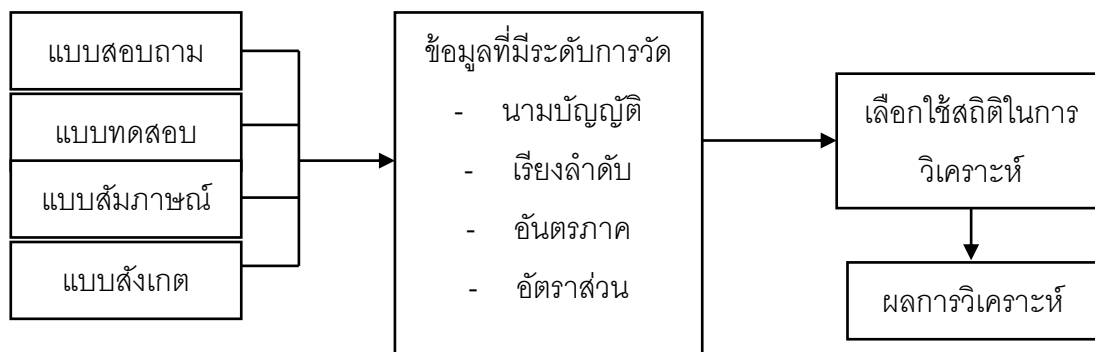 แบบสอบถาม
แบบทดสอบ
แบบสัมภาษณ์
แบบสังเกต
ข้อมูลที่มีระดับการวัด
- นามบัญญัติ
- เรียงลำดับ
- อันตรภาค
- อัตราส่วน
เลือกใช้สถิติในการ
วิเคราะห์
ผลการวิเคราะห์